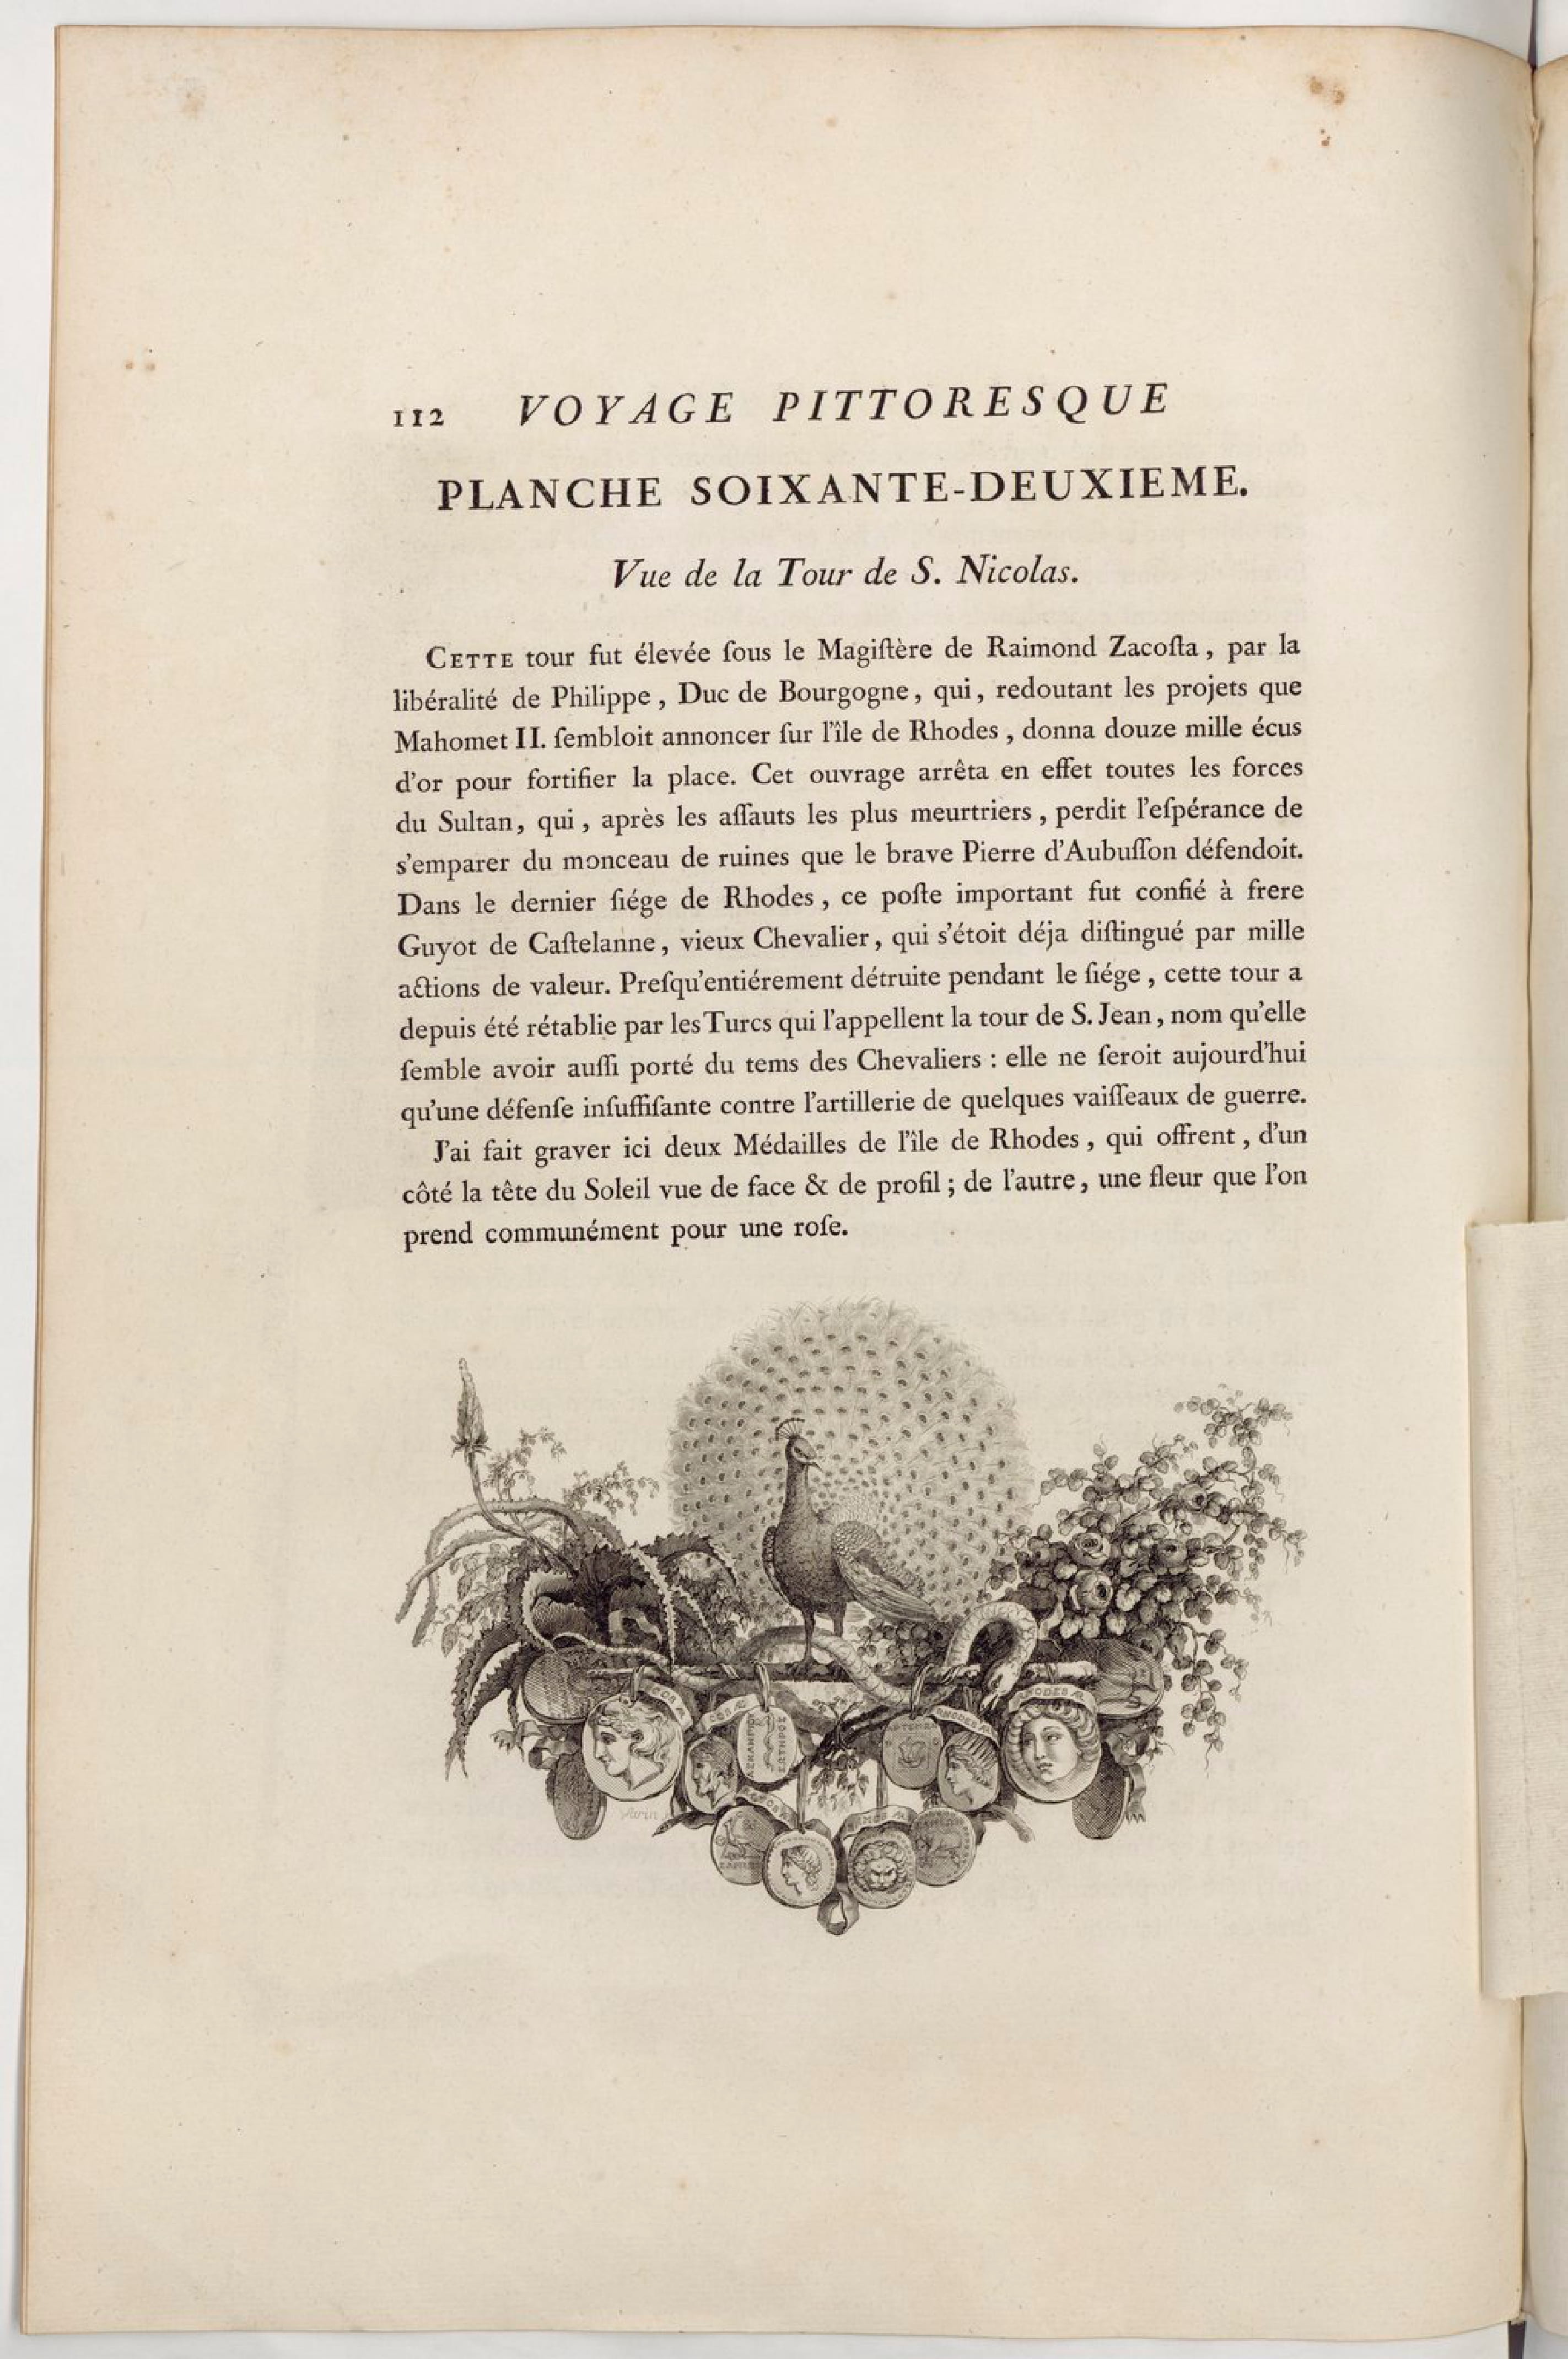 112 VOYAGE PITTORESQUE
PLANCHE SOIXANTE-DEUXIEME.
Vue de la Tour de S. Nicolas.
CETTE tour fut élevée ſous le Magiſtère de Raimond Zacoſta, par la
libéralité de Philippe, Duc de Bourgogne, qui, redoutant les projets que
Mahomet II. ſembloit annoncer ſur l'île de Rhodes, donna douze mille écus
d'or pour fortifier la place. Cet ouvrage arrêta en effet toutes les forces
du Sultan, qui, après les aſſauts les plus meurtriers, perdit l'eſpérance de
s'emparer du monceau de ruines que le brave Pierre d'Aubuſſon défendoit.
Dans le dernier ſiége de Rhodes, ce poſte important fut confié à frere
Guyot de Caſtelanne, vieux Chevalier, qui s'étoit déja diſtingué par mille
actions de valeur. Preſqu'entiérement détruite pendant le ſiége, cette tour a
depuis été rétablie par les Turcs qui l'appellent la tour de S. Jean, nom qu'elle
ſemble avoir auſſi porté du tems des Chevaliers : elle ne ſeroit aujourd'hui
qu'une défenſe inſuffiſante contre l'artillerie de quelques vaiſſeaux de guerre.
J'ai fait graver ici deux Médailles de l'île de Rhodes, qui offrent, d'un
côté la tête du Soleil vue de face & de profil ; de l'autre, une fleur que l'on
prend communément pour une roſe.
RHODES Æ
RHODES Æ
ΑΣΚΛΗΠΙΟΥ
ΣΩΤΗΡΟΣ